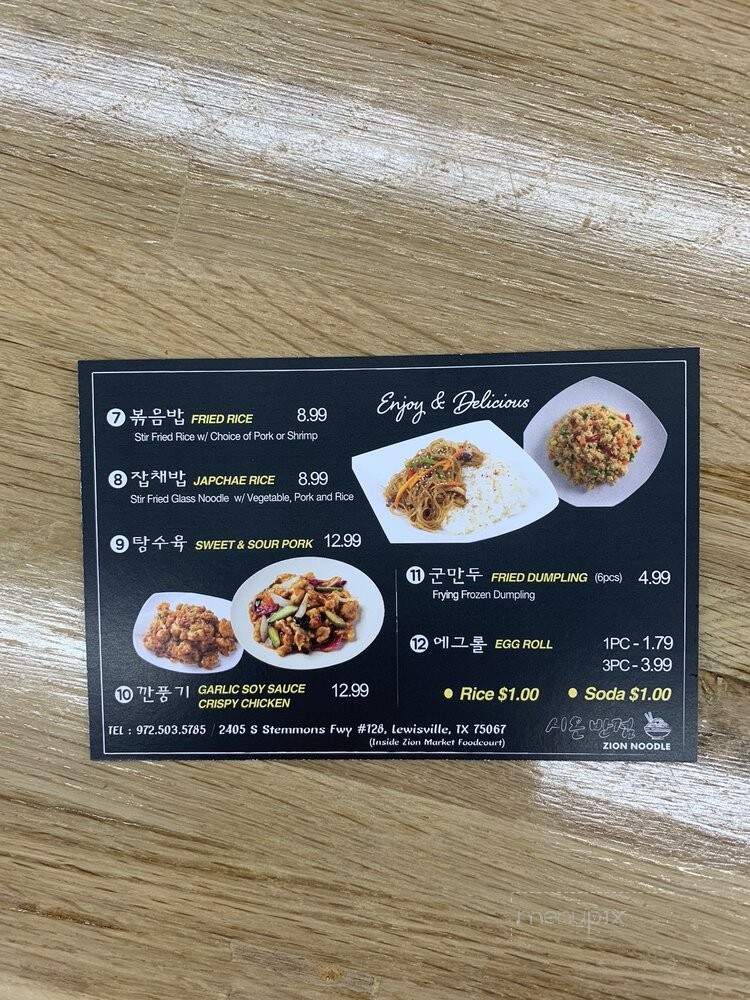 Enjoy & Delicious
7 볶음밥 FRIED RICE 8.99
Stir Fried Rice w/ Choice of Pork or Shrimp
8 잡채밥 JAPCHAE RICE 8.99
Stir Fried Glass Noodle w/ Vegetable, Pork and Rice
9 탕수육 SWEET & SOUR PORK 12.99
10 깐풍기 GARLIC SOY SAUCE CRISPY CHICKEN 12.99
11 군만두 FRIED DUMPLING (6pcs) 4.99
Frying Frozen Dumpling
12 에그롤 EGG ROLL 1PC - 1.79
3PC - 3.99
• Rice $1.00 • Soda $1.00
TEL : 972.503.5785 / 2405 S Stemmons Fwy #128, Lewisville, TX 75067
(Inside Zion Market Foodcourt)
시온반점
ZION NOODLE
menupix